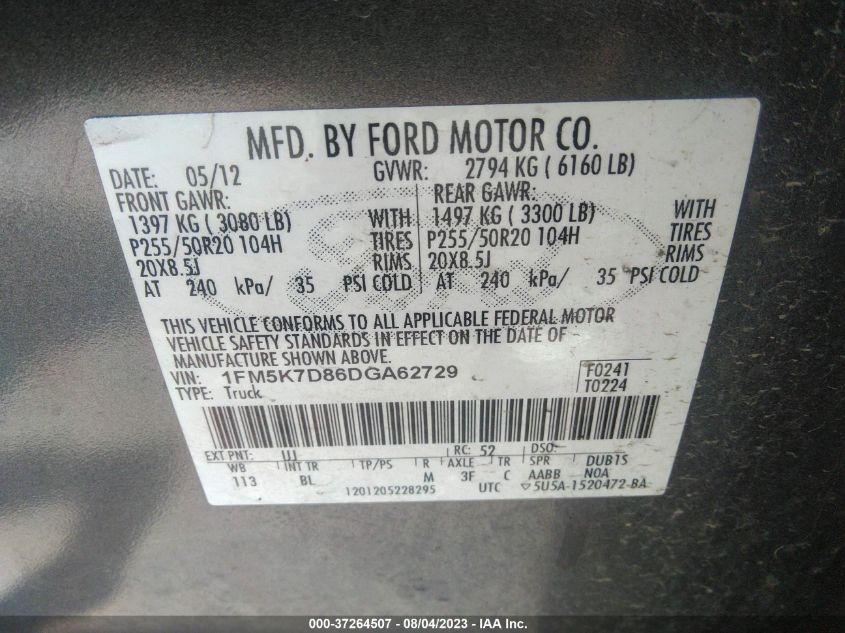 MFD. BY FORD MOTOR CO.
DATE: 05/12 GVWR: 2794 KG ( 6160 LB)
FRONT GAWR: REAR GAWR:
1397 KG ( 3080 LB) WITH 1497 KG ( 3300 LB) WITH
P255/50R20 104H TIRES P255/50R20 104H TIRES
20X8.5J RIMS 20X8.5J RIMS
AT 240 kPa/ 35 PSI COLD AT 240 kPa/ 35 PSI COLD
THIS VEHICLE CONFORMS TO ALL APPLICABLE FEDERAL MOTOR
VEHICLE SAFETY STANDARDS IN EFFECT ON THE DATE OF
MANUFACTURE SHOWN ABOVE.
VIN: 1FM5K7D86DGA62729 F0241
TYPE: Truck T0224
EXT PNT: UJ RC: 52 DSO:
WB INT TR TP/PS R AXLE TR SPR DUB1S
113 BL M 3F C AABB NOA
1201205228295 UTC ▽5U5A-1520472-BA
000-37264507 - 08/04/2023 - IAA Inc.